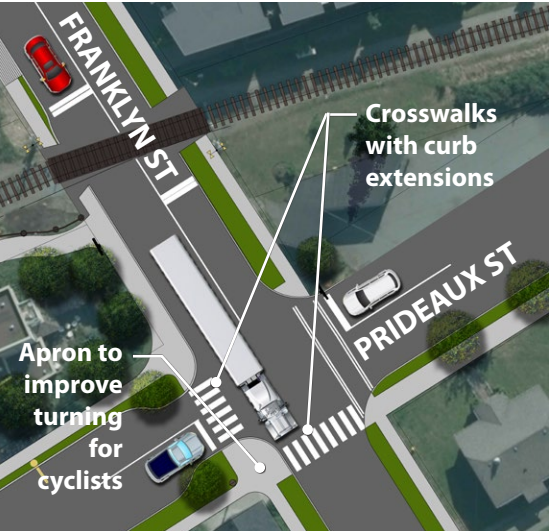 FRANKLYN ST
Crosswalks
with curb
extensions
PRIDEAUX ST
Apron to
improve
turning
for
cyclists